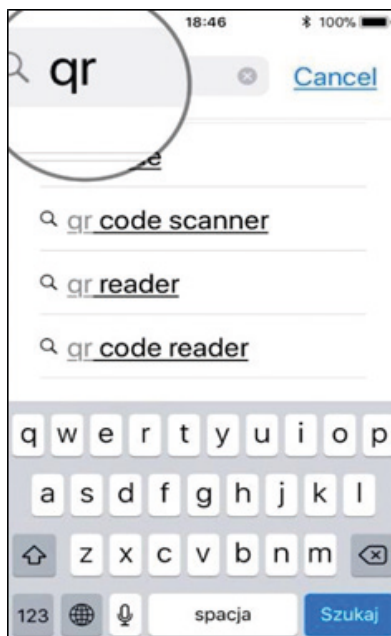 18:46 100%
qr Cancel
qr code scanner
qr reader
qr code reader
q w e r t y u i o p
a s d f g h j k l
z x c v b n m
123 spacja Szukaj